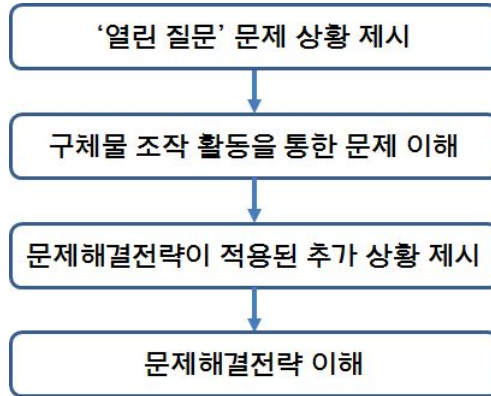 ‘열린 질문’ 문제 상황 제시
구체물 조작 활동을 통한 문제 이해
문제해결전략이 적용된 추가 상황 제시
문제해결전략 이해